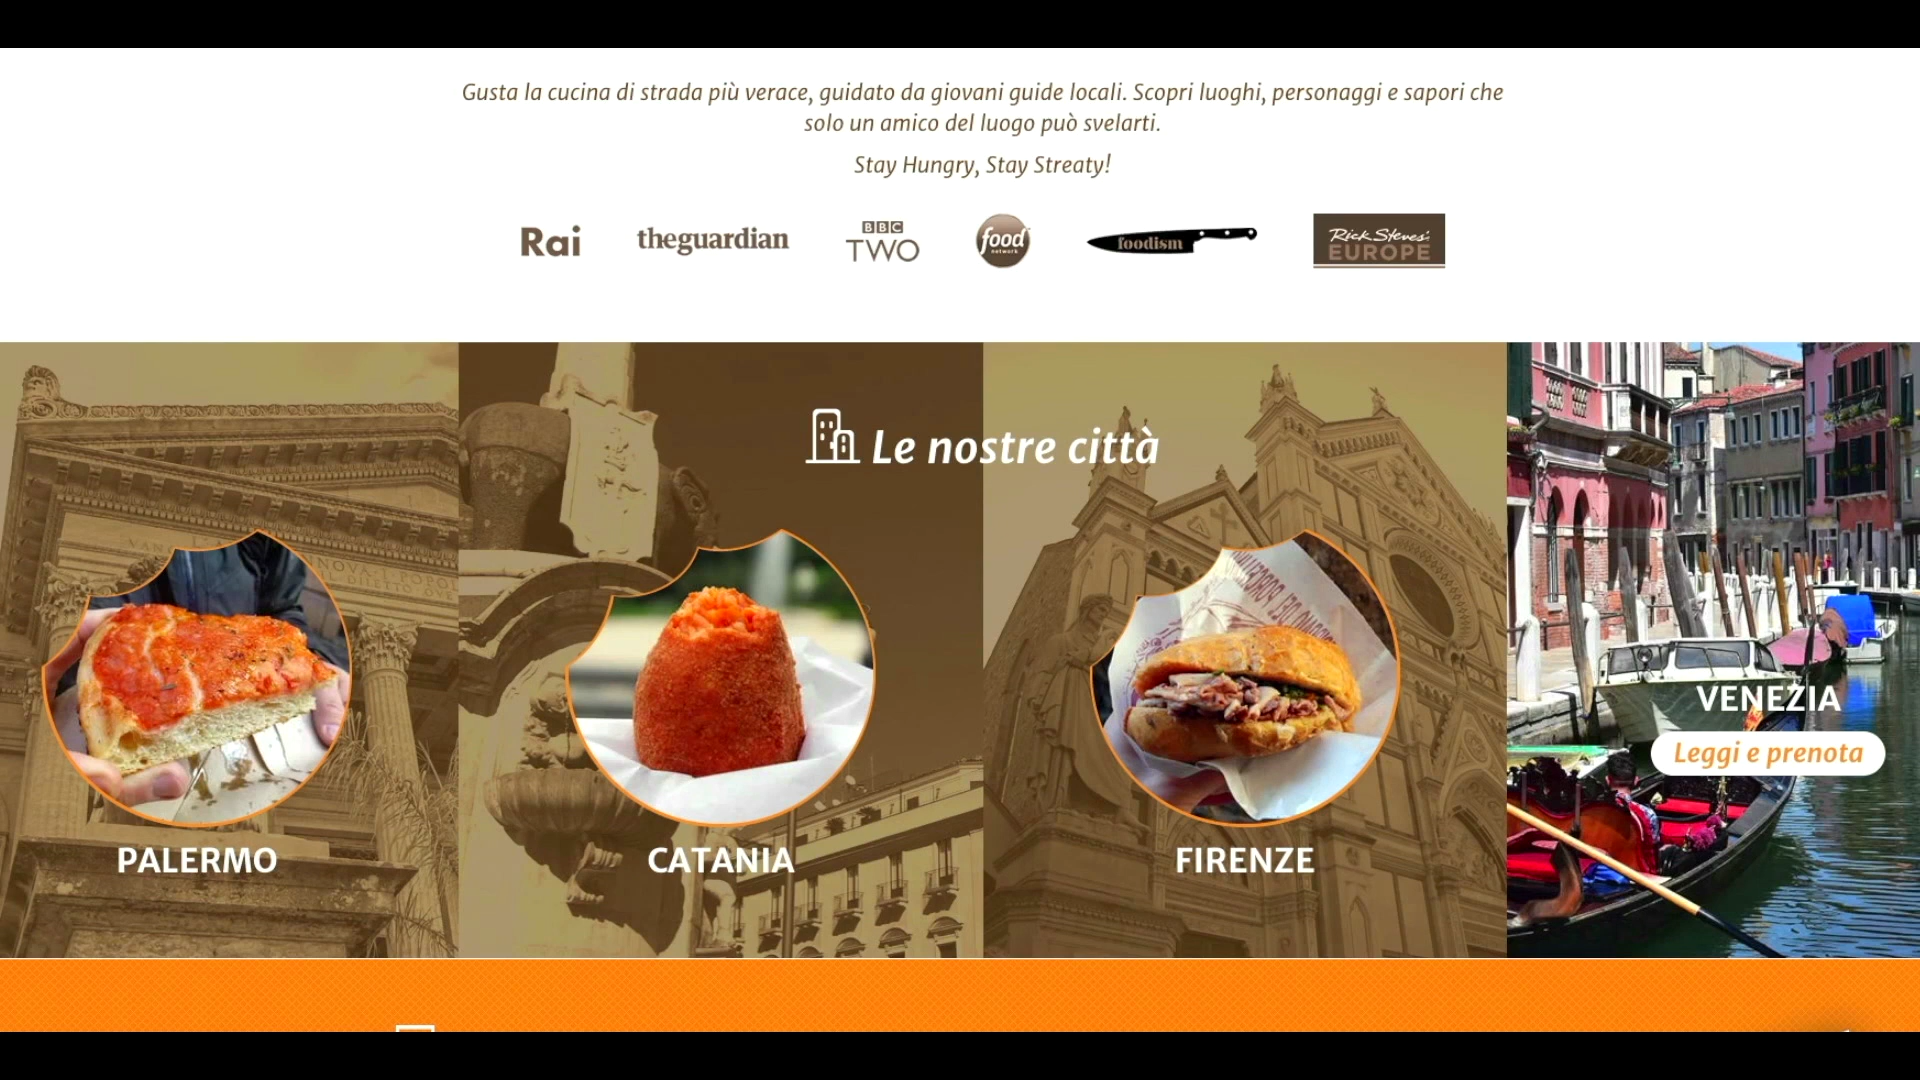 Gusta la cucina di strada più verace, guidato da giovani guide locali. Scopri luoghi, personaggi e sapori che
solo un amico del luogo può svelarti.
Stay Hungry, Stay Streaty!
Rai
theguardian
BBC
TWO
food
network
foodism
Rick Steves'
EUROPE
Le nostre città
VENEZIA
Leggi e prenota
PALERMO
CATANIA
FIRENZE